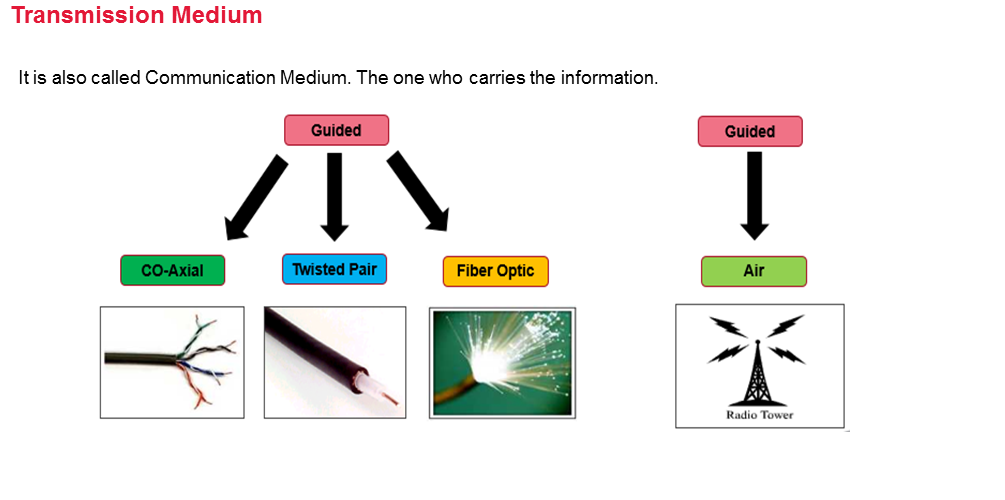 Transmission Medium
It is also called Communication Medium. The one who carries the information.
Guided
Guided
CO-Axial
Twisted Pair
Fiber Optic
Air
Radio Tower